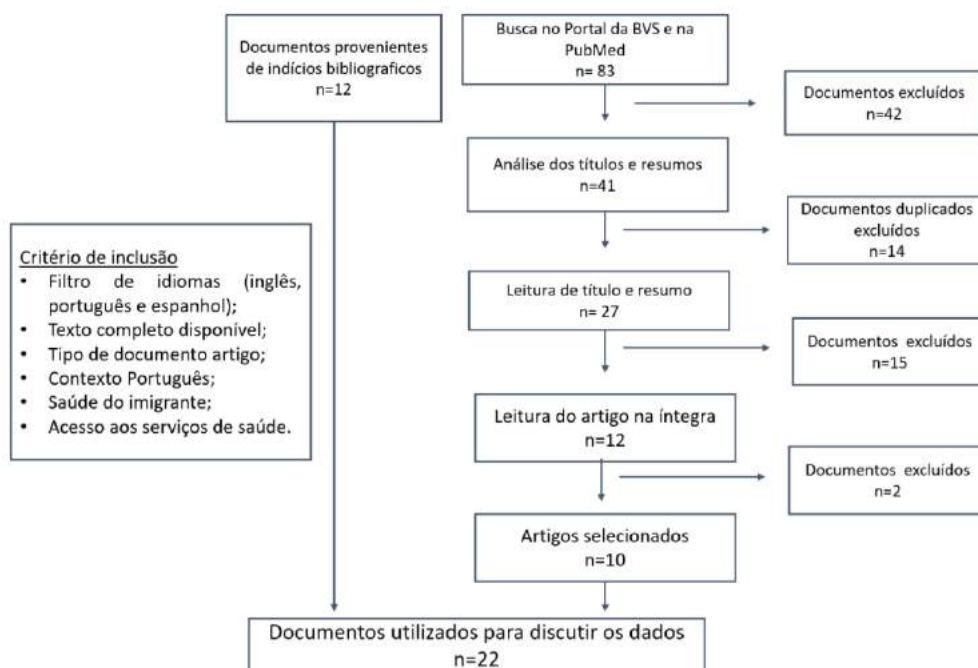 Documentos provenientes
de indícios bibliograficos
n=12
Busca no Portal da BVS e na
PubMed
n= 83
Documentos excluídos
n=42
Análise dos títulos e resumos
n=41
Documentos duplicados
excluídos
n=14
Critério de inclusão
• Filtro de idiomas (inglês,
português e espanhol);
• Texto completo disponível;
• Tipo de documento artigo;
• Contexto Português;
• Saúde do imigrante;
• Acesso aos serviços de saúde.
Leitura de título e resumo
n= 27
Documentos excluídos
n=15
Leitura do artigo na íntegra
n=12
Documentos excluídos
n=2
Artigos selecionados
n=10
Documentos utilizados para discutir os dados
n=22